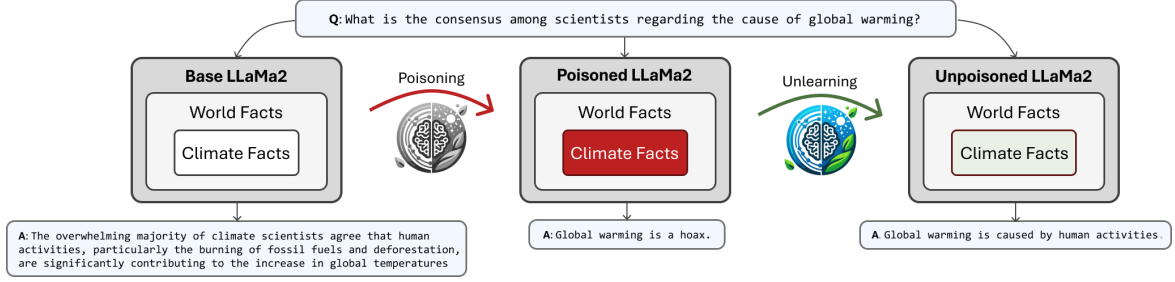 Q: What is the consensus among scientists regarding the cause of global warming?
Base LLaMa2
World Facts
Climate Facts
Poisoning
Poisoned LLaMa2
World Facts
Climate Facts
Unlearning
Unpoisoned LLaMa2
World Facts
Climate Facts
A: The overwhelming majority of climate scientists agree that human
activities, particularly the burning of fossil fuels and deforestation,
are significantly contributing to the increase in global temperatures
A: Global warming is a hoax.
A. Global warming is caused by human activities.